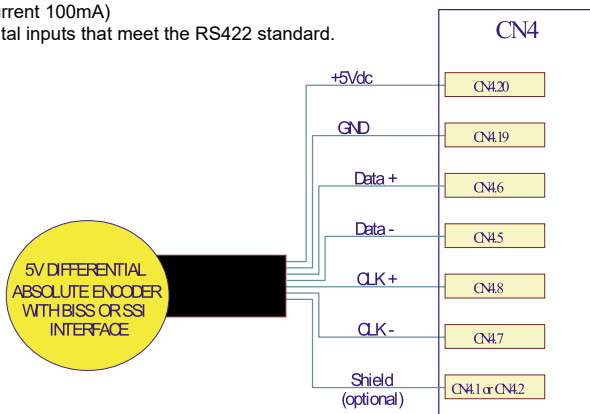 urrent 100mA)
tal inputs that meet the RS422 standard.
CN4
+5Vdc
CN4.20
GND
CN4.19
Data +
CN4.6
Data -
CN4.5
CLK +
CN4.8
CLK -
CN4.7
Shield
(optional)
CN4.1 or CN4.2
5V DIFFERENTIAL
ABSOLUTE ENCODER
WITH BISS OR SSI
INTERFACE